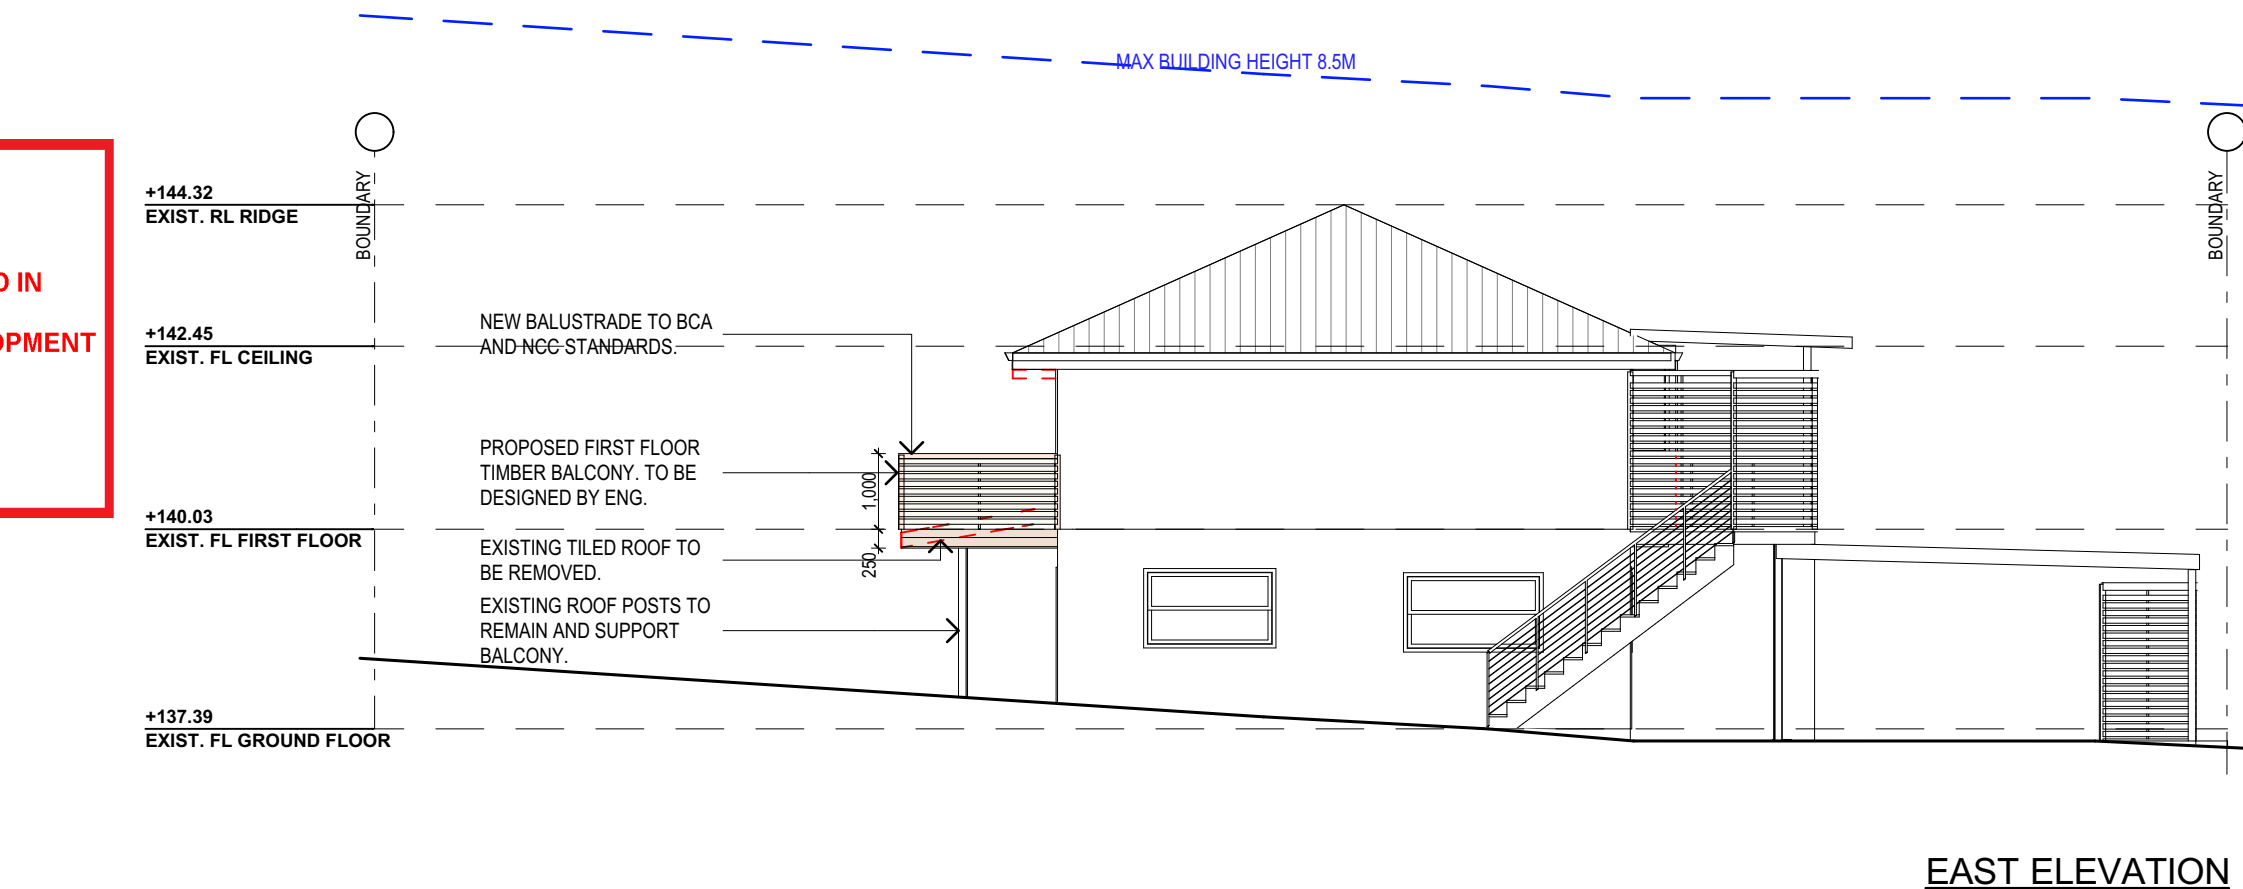 MAX BUILDING HEIGHT 8.5M
BOUNDARY
BOUNDARY
+144.32
EXIST. RL RIDGE
IN
+142.45
EXIST. FL CEILING
NEW BALUSTRADE TO BCA
AND NCC STANDARDS.
OPMENT
PROPOSED FIRST FLOOR
TIMBER BALCONY. TO BE
DESIGNED BY ENG.
1,000
+140.03
EXIST. FL FIRST FLOOR
EXISTING TILED ROOF TO
BE REMOVED.
250
EXISTING ROOF POSTS TO
REMAIN AND SUPPORT
BALCONY.
+137.39
EXIST. FL GROUND FLOOR
EAST ELEVATION